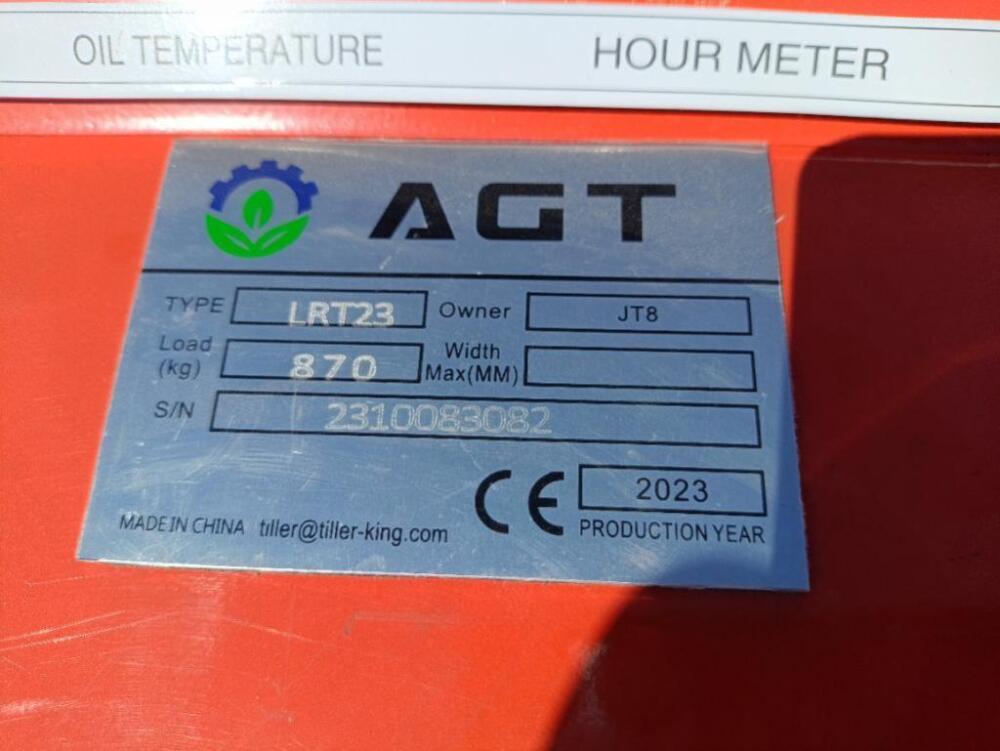 OIL TEMPERATURE HOUR METER
AGT
TYPE LRT23 Owner JT8
Load (kg) 870 Width Max(MM)
S/N 2310083082
CE 2023
MADE IN CHINA tiller@tiller-king.com PRODUCTION YEAR